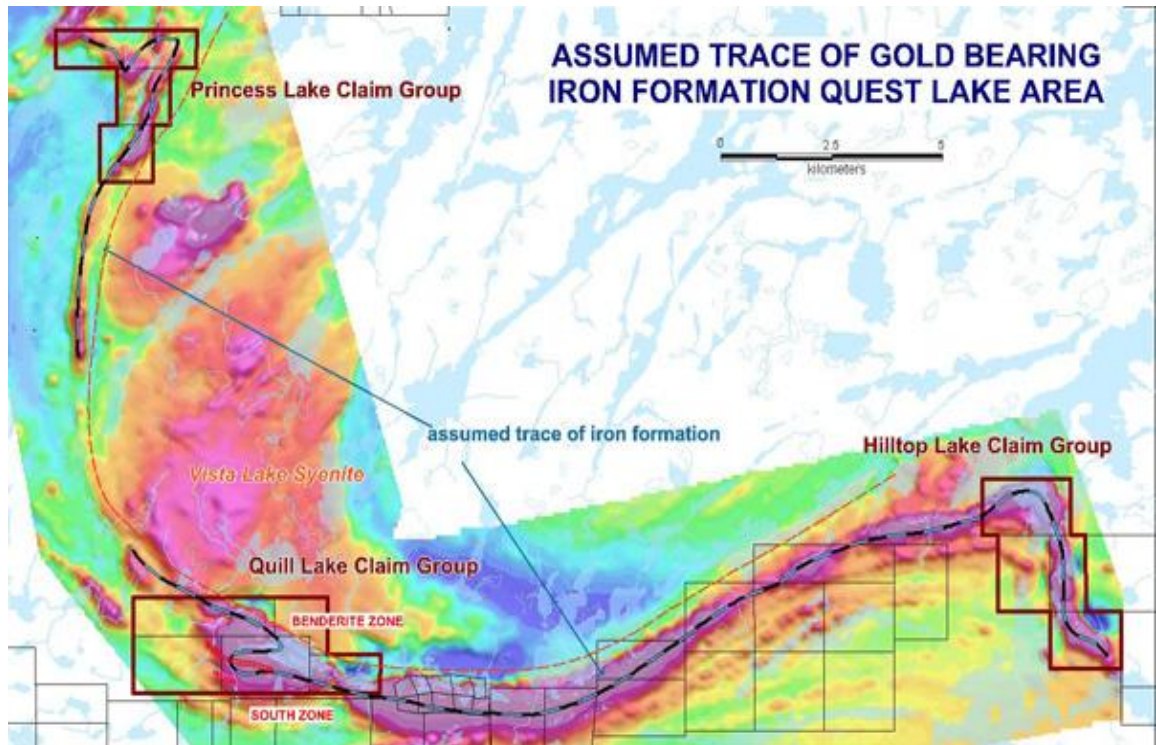 ASSUMED TRACE OF GOLD BEARING
IRON FORMATION QUEST LAKE AREA
Princess Lake Claim Group
0 2.5 5
kilometers
assumed trace of iron formation
Hilltop Lake Claim Group
Vista Lake Syenite
Quill Lake Claim Group
BENDERITE ZONE
SOUTH ZONE